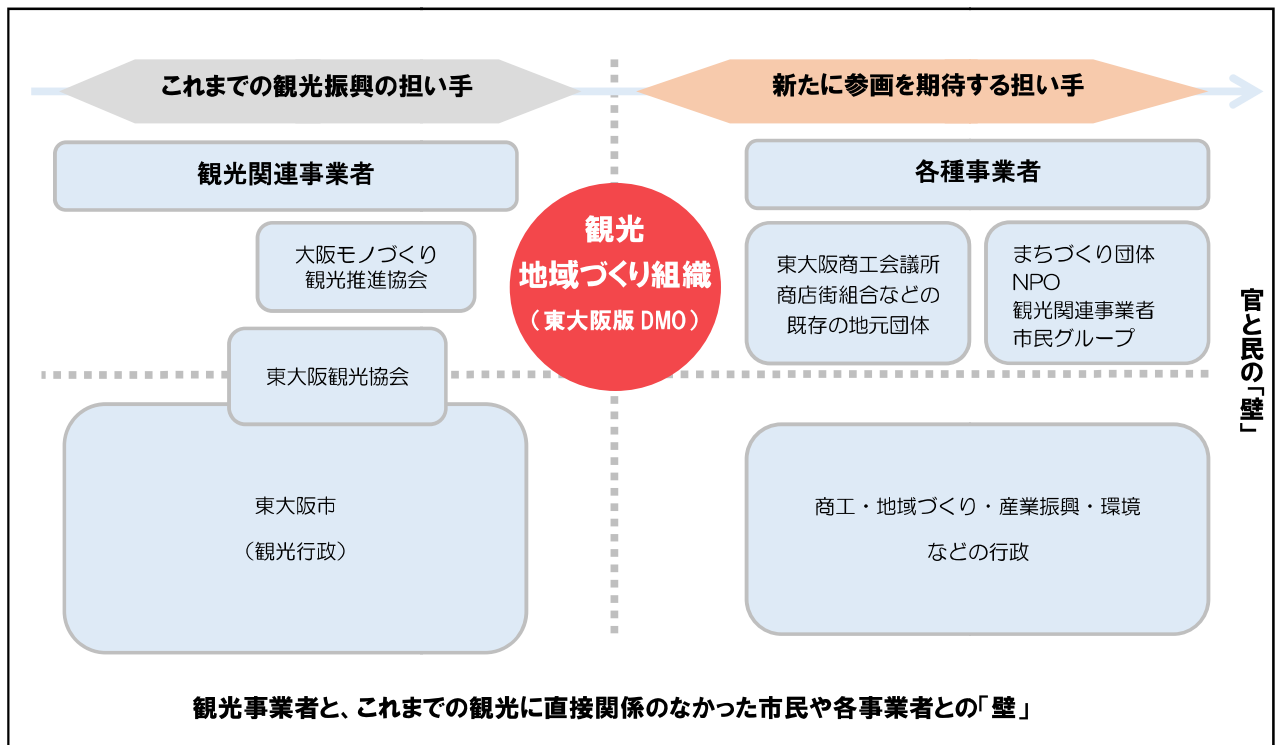 これまでの観光振興の担い手
新たに参画を期待する担い手
観光関連事業者
各種事業者
大阪モノづくり
観光推進協会
観光
地域づくり組織
（東大阪版 DMO）
東大阪商工会議所
商店街組合などの
既存の地元団体
まちづくり団体
NPO
観光関連事業者
市民グループ
官と民の「壁」
東大阪観光協会
東大阪市
（観光行政）
商工・地域づくり・産業振興・環境
などの行政
観光事業者と、これまでの観光に直接関係のなかった市民や各事業者との「壁」